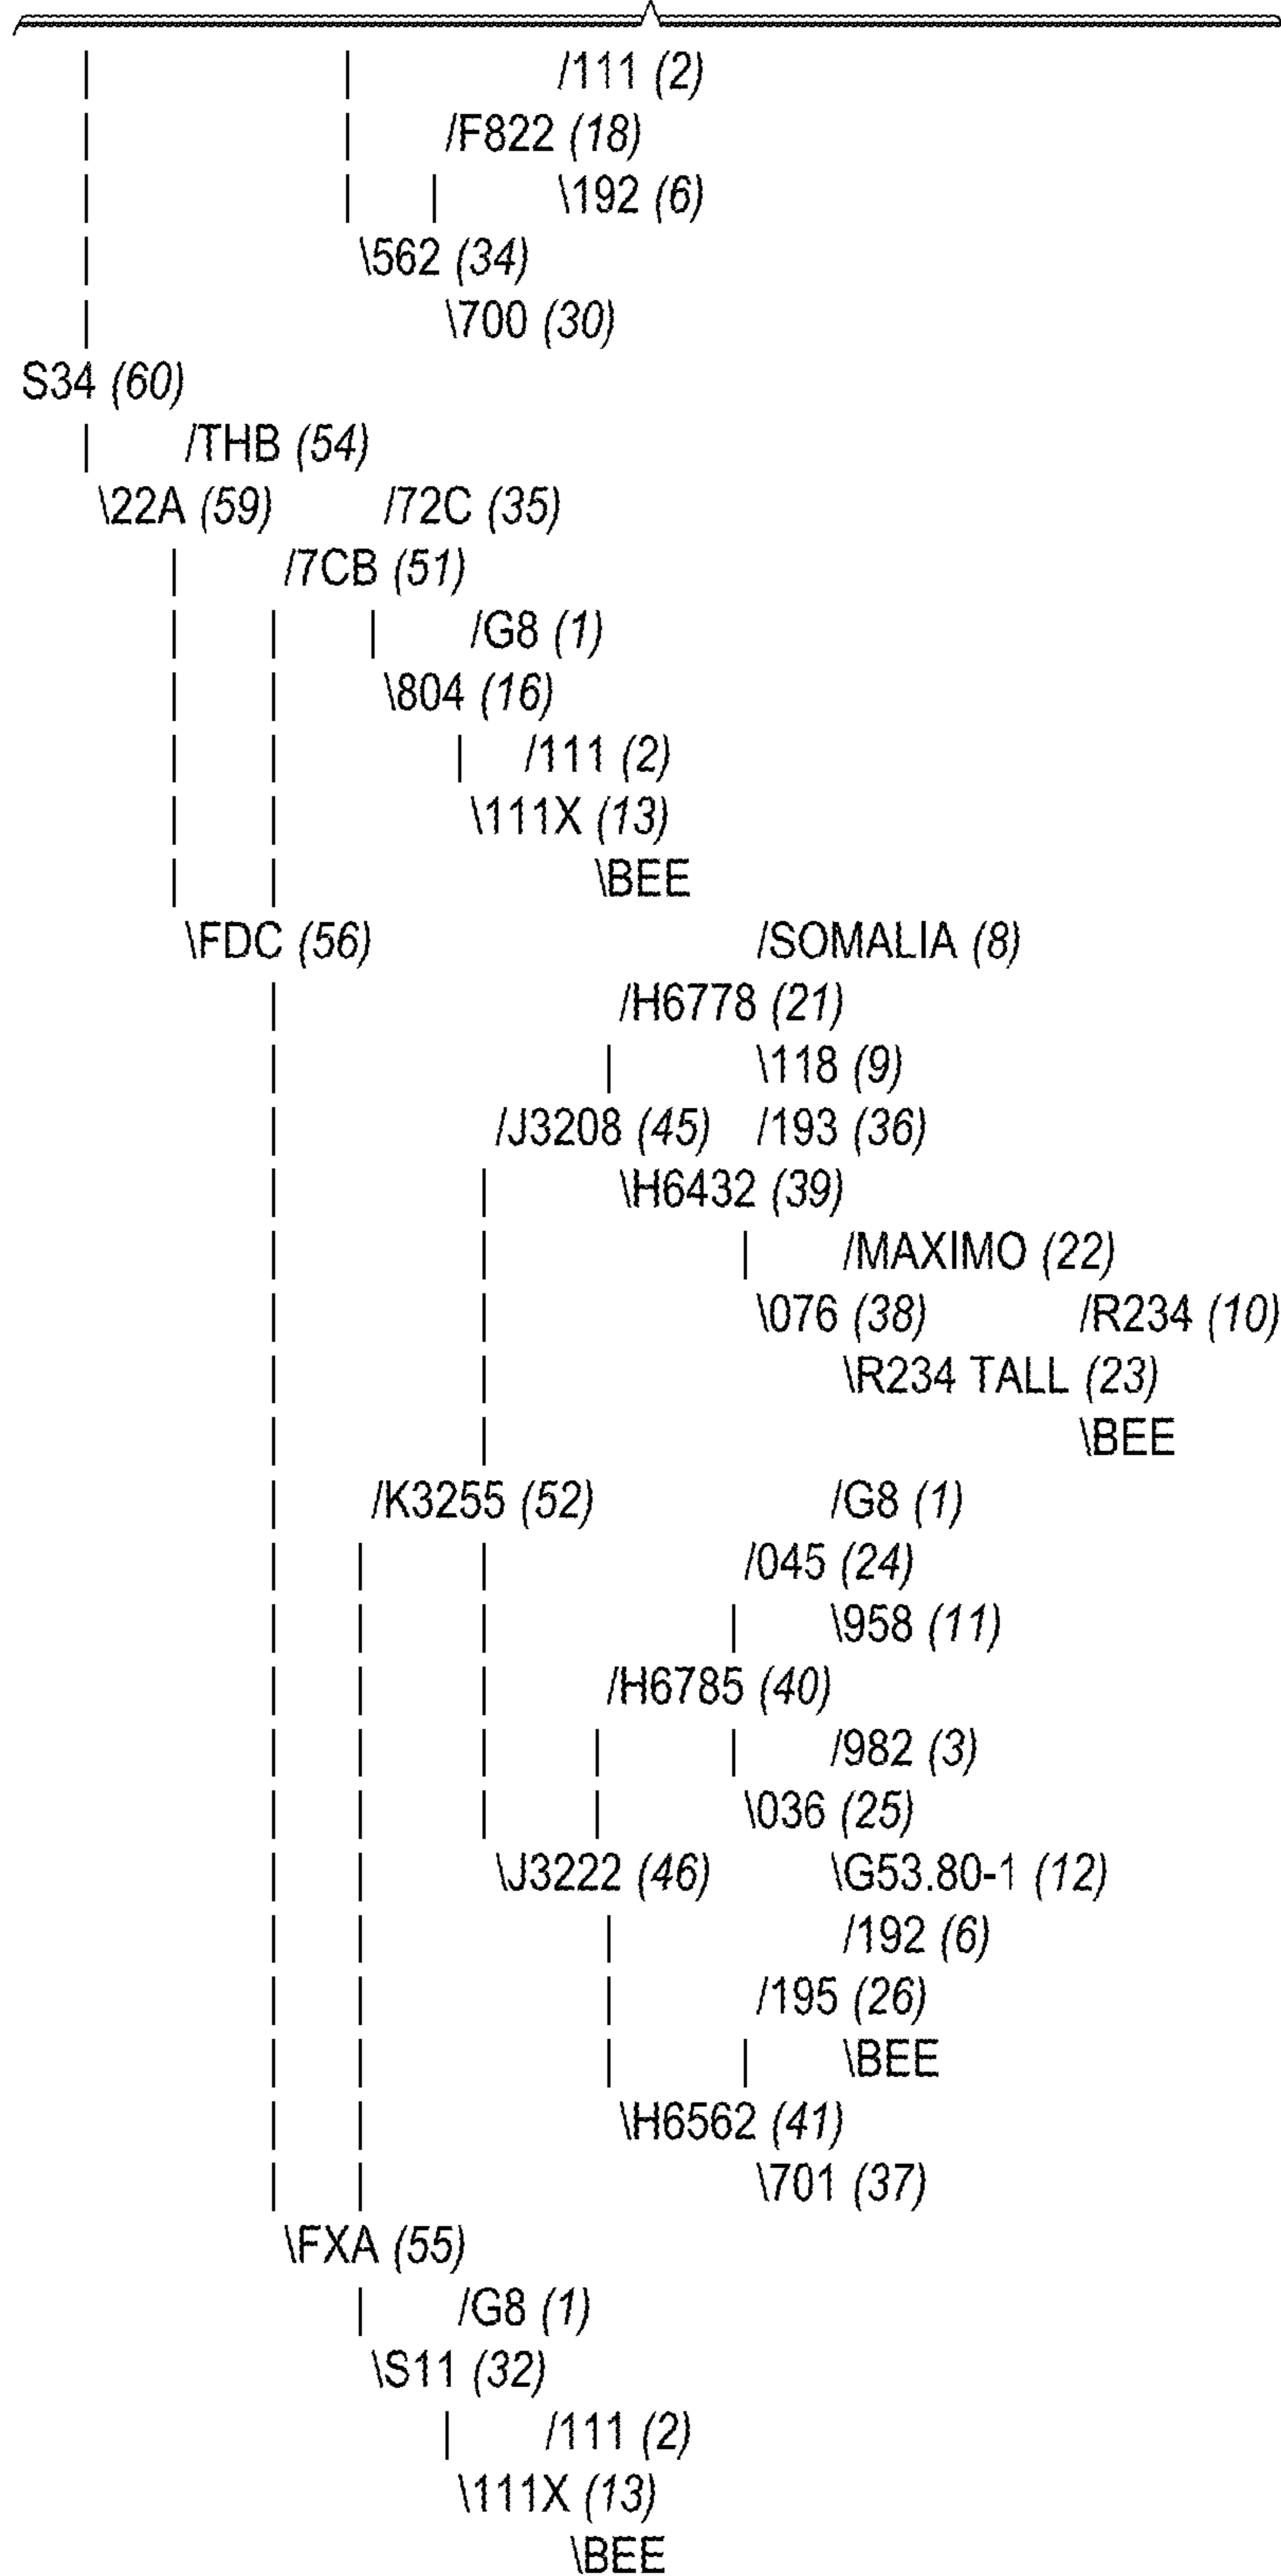 /111 (2)
/F822 (18)
\192 (6)
\562 (34)
\700 (30)
S34 (60)
/THB (54)
\22A (59) /72C (35)
/7CB (51)
/G8 (1)
\804 (16)
/111 (2)
\111X (13)
\BEE
\FDC (56) /SOMALIA (8)
/H6778 (21)
\118 (9)
/J3208 (45) /193 (36)
\H6432 (39)
/MAXIMO (22)
\076 (38) /R234 (10)
\R234 TALL (23)
\BEE
/K3255 (52) /G8 (1)
/045 (24)
\958 (11)
/H6785 (40)
/982 (3)
\036 (25)
\J3222 (46) \G53.80-1 (12)
/192 (6)
/195 (26)
\BEE
\H6562 (41)
\701 (37)
\FXA (55)
/G8 (1)
\S11 (32)
/111 (2)
\111X (13)
\BEE